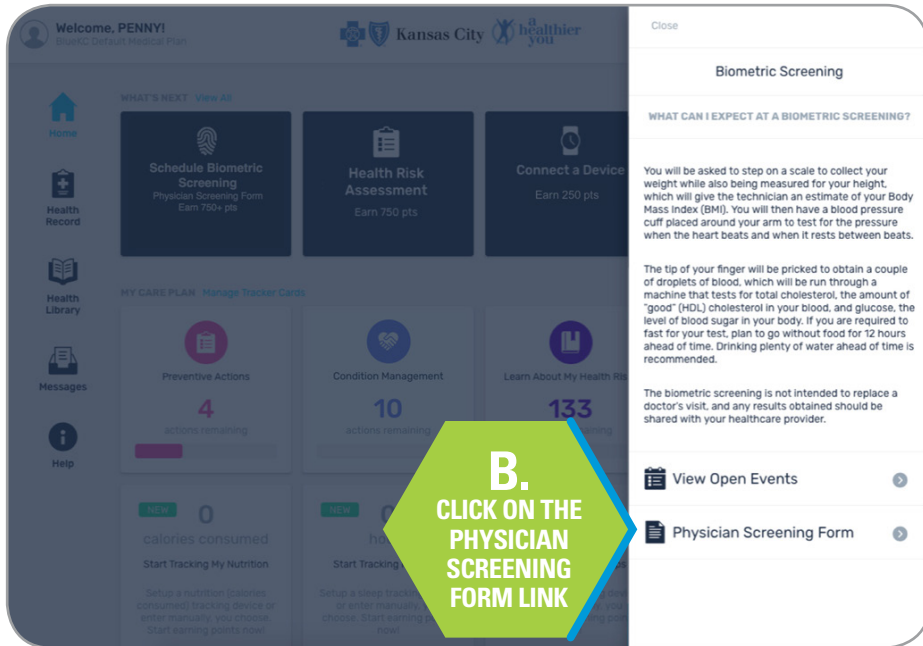 Welcome, PENNY!
BlueKC Default Medical Plan
Kansas City
a healthier you
Close
Biometric Screening
WHAT CAN I EXPECT AT A BIOMETRIC SCREENING?
You will be asked to step on a scale to collect your
weight while also being measured for your height,
which will give the technician an estimate of your Body
Mass Index (BMI). You will then have a blood pressure
cuff placed around your arm to test for the pressure
when the heart beats and when it rests between beats.
The tip of your finger will be pricked to obtain a couple
of droplets of blood, which will be run through a
machine that tests for total cholesterol, the amount of
"good" (HDL) cholesterol in your blood, and glucose, the
level of blood sugar in your body. If you are required to
fast for your test, plan to go without food for 12 hours
ahead of time. Drinking plenty of water ahead of time is
recommended.
The biometric screening is not intended to replace a
doctor's visit, and any results obtained should be
shared with your healthcare provider.
View Open Events
Physician Screening Form
Home
Health
Record
Health
Library
Messages
Help
WHAT'S NEXT View All
Schedule Biometric
Screening
Physician Screening Form
Earn 750+ pts
Health Risk
Assessment
Earn 750 pts
Connect a Device
Earn 250 pts
MY CARE PLAN Manage Tracker Cards
Preventive Actions
4
actions remaining
Condition Management
10
actions remaining
Learn About My Health Ris
133
NEW 0
calories consumed
Start Tracking My Nutrition
Setup a nutrition (calories
consumed) tracking device or
enter manually, you choose.
Start earning points now!
NEW
Start Tracking
Setup a sleep
or enter manually,
choose. Start earning
now!
B.
CLICK ON THE
PHYSICIAN
SCREENING
FORM LINK